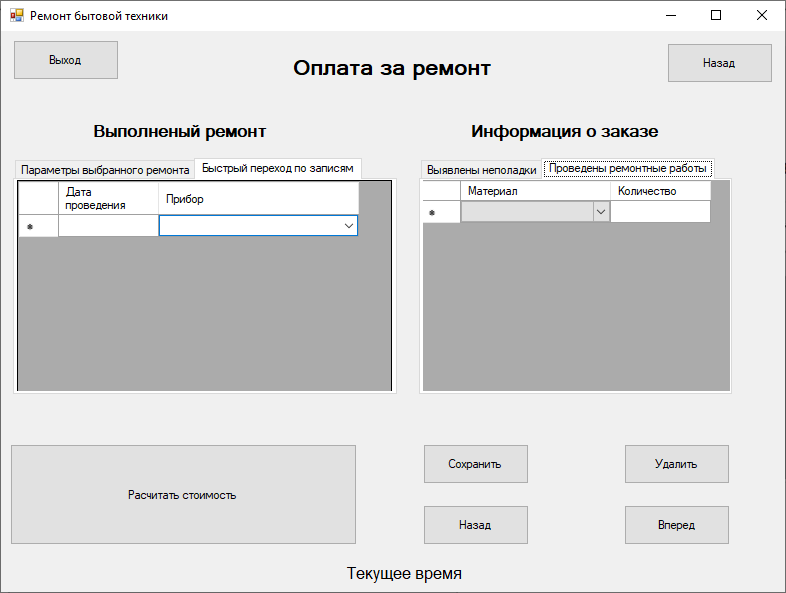 Ремонт бытовой техники
Выход
Оплата за ремонт
Назад
Выполненый ремонт
Информация о заказе
Параметры выбранного ремонта
Быстрый переход по записям
Выявлены неполадки
Проведены ремонтные работы
Дата
проведения
Прибор
Материал
Количество
Расчитать стоимость
Сохранить
Удалить
Назад
Вперед
Текущее время